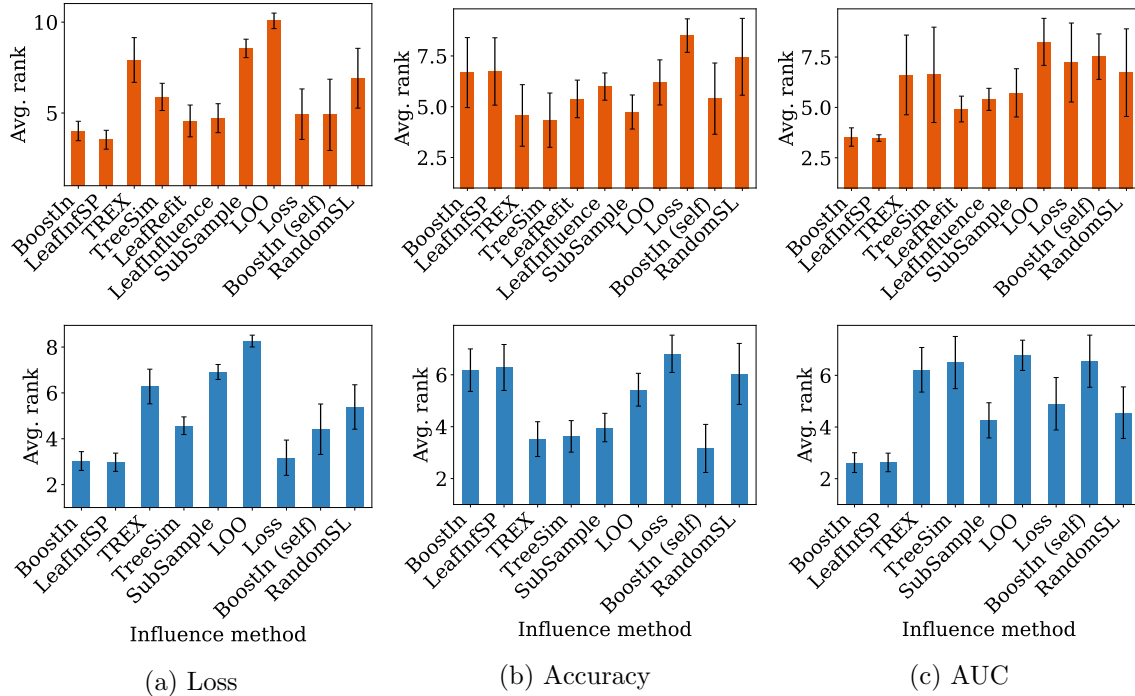 Avg. rank
10
5
BoostIn
LeafInfSP
TREX
TreeSim
LeafRefit
LeafInfluence
SubSample
LOO
Loss
BoostIn (self)
RandomSL
Avg. rank
7.5
5.0
2.5
BoostIn
LeafInfSP
TREX
TreeSim
LeafRefit
LeafInfluence
SubSample
LOO
Loss
BoostIn (self)
RandomSL
Avg. rank
7.5
5.0
2.5
BoostIn
LeafInfSP
TREX
TreeSim
LeafRefit
LeafInfluence
SubSample
LOO
Loss
BoostIn (self)
RandomSL
Avg. rank
8
6
4
2
BoostIn
LeafInfSP
TREX
TreeSim
SubSample
LOO
Loss
BoostIn (self)
RandomSL
Influence method
Avg. rank
6
4
2
BoostIn
LeafInfSP
TREX
TreeSim
SubSample
LOO
Loss
BoostIn (self)
RandomSL
Influence method
Avg. rank
6
4
2
BoostIn
LeafInfSP
TREX
TreeSim
SubSample
LOO
Loss
BoostIn (self)
RandomSL
Influence method
(a) Loss
(b) Accuracy
(c) AUC